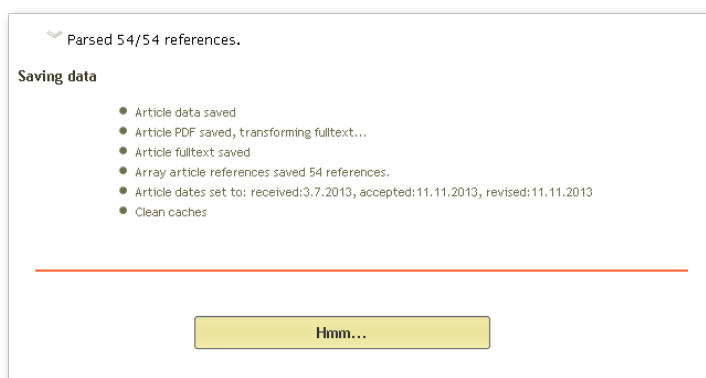 Parsed 54/54 references.
Saving data
Article data saved
Article PDF saved, transforming fulltext...
Article fulltext saved
Array article references saved 54 references.
Article dates set to: received:3.7.2013, accepted:11.11.2013, revised:11.11.2013
Clean caches
Hmm...